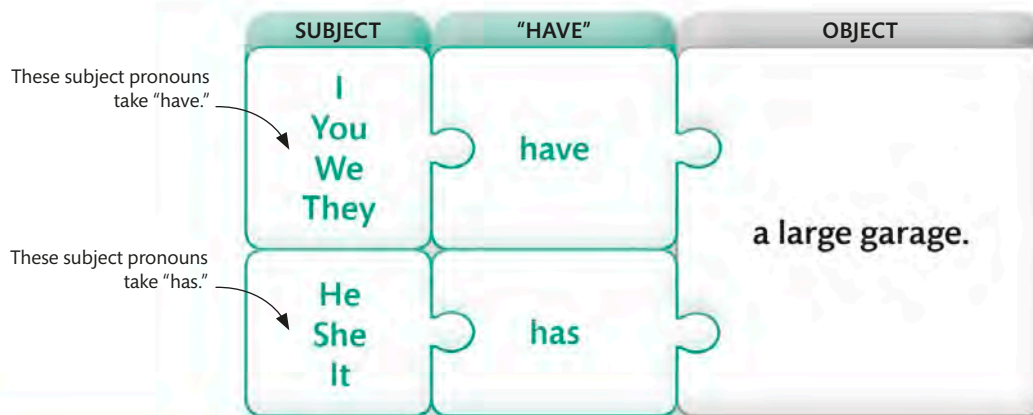 SUBJECT
"HAVE"
OBJECT
These subject pronouns
take "have."
I
You
We
They
have
a large garage.
These subject pronouns
take "has."
He
She
It
has